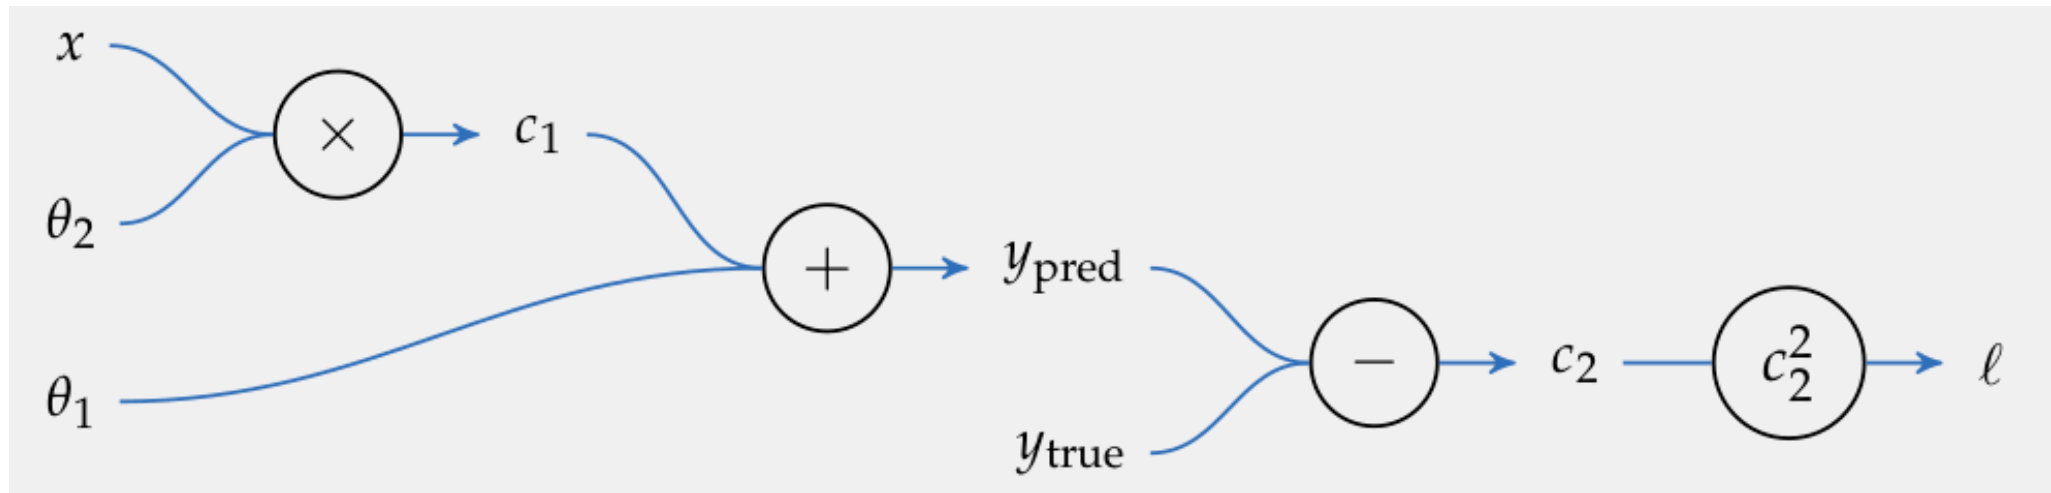 x
×
c₁
θ₂
+
y_pred
θ₁
−
c₂
c₂²
ℓ
y_true